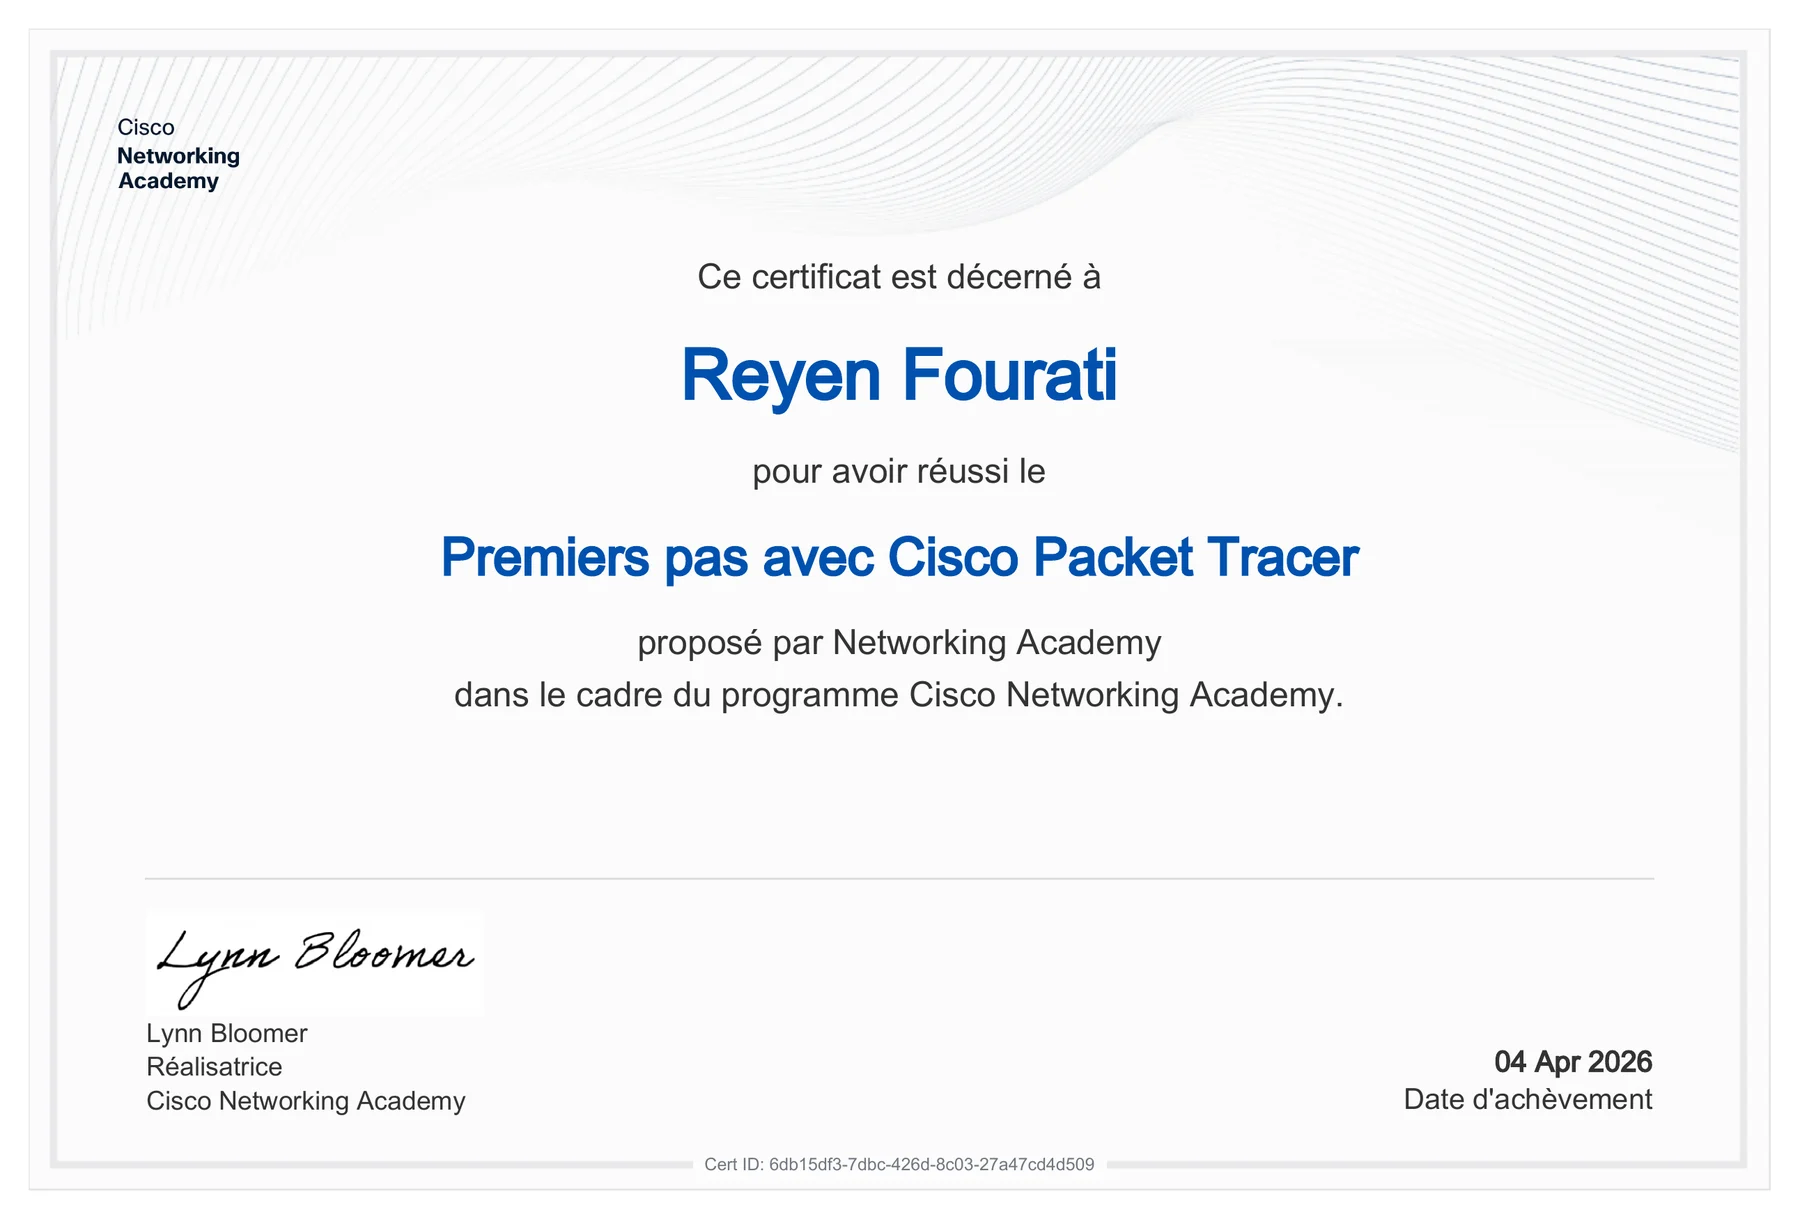 Cisco
Networking
Academy
Ce certificat est décerné à
Reyen Fourati
pour avoir réussi le
Premiers pas avec Cisco Packet Tracer
proposé par Networking Academy
dans le cadre du programme Cisco Networking Academy.
Lynn Bloomer
Lynn Bloomer
Réalisatrice
Cisco Networking Academy
04 Apr 2026
Date d'achèvement
Cert ID: 6db15df3-7dbc-426d-8c03-27a47cd4d509